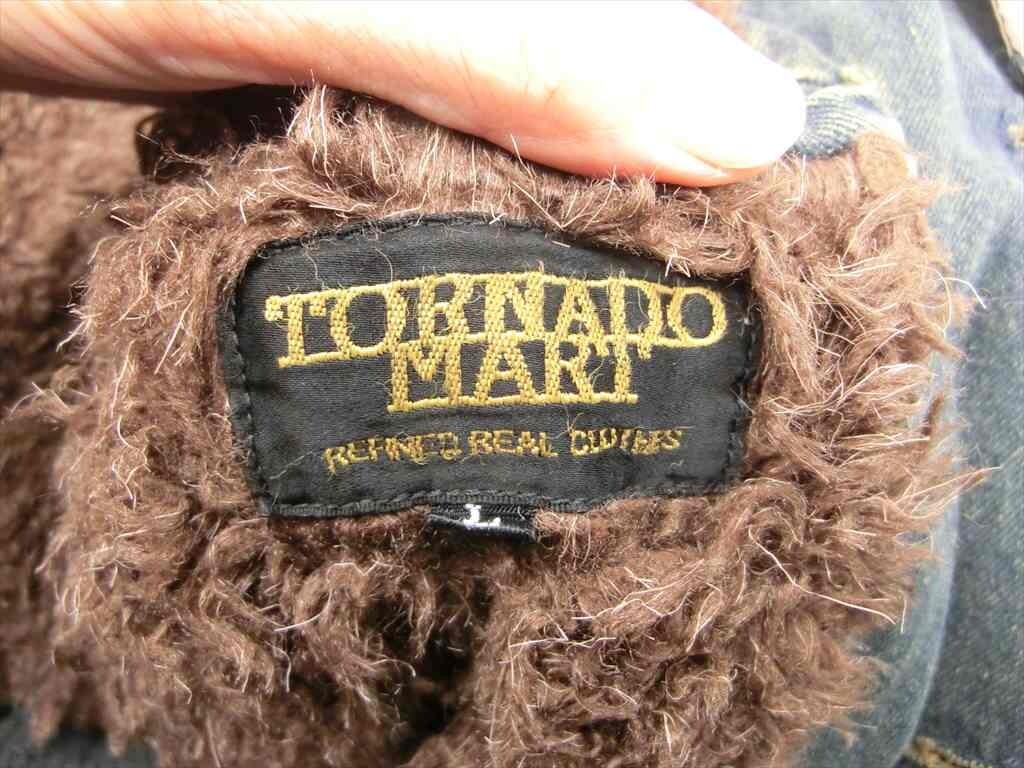 TORNADO
MART
REFINED REAL CLOTHES
L